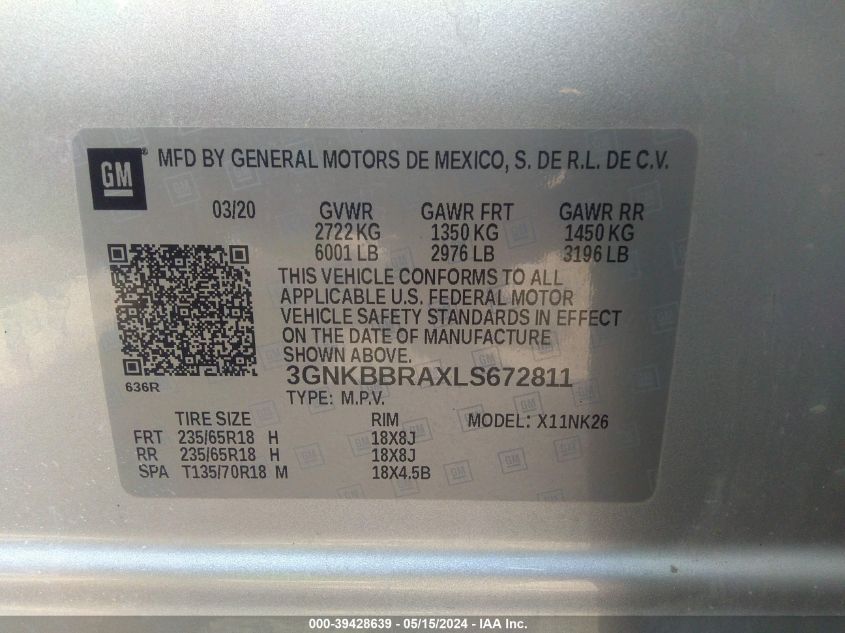 GM
® MFD BY GENERAL MOTORS DE MEXICO, S. DE R.L. DE C.V.
03/20 GVWR GAWR FRT GAWR RR
2722 KG 1350 KG 1450 KG
6001 LB 2976 LB 3196 LB
THIS VEHICLE CONFORMS TO ALL
APPLICABLE U.S. FEDERAL MOTOR
VEHICLE SAFETY STANDARDS IN EFFECT
ON THE DATE OF MANUFACTURE
SHOWN ABOVE.
636R
3GNKBBRAXLS672811
TYPE: M.P.V.
TIRE SIZE RIM MODEL: X11NK26
FRT 235/65R18 H 18X8J
RR 235/65R18 H 18X8J
SPA T135/70R18 M 18X4.5B
000-39428639 - 05/15/2024 - IAA Inc.